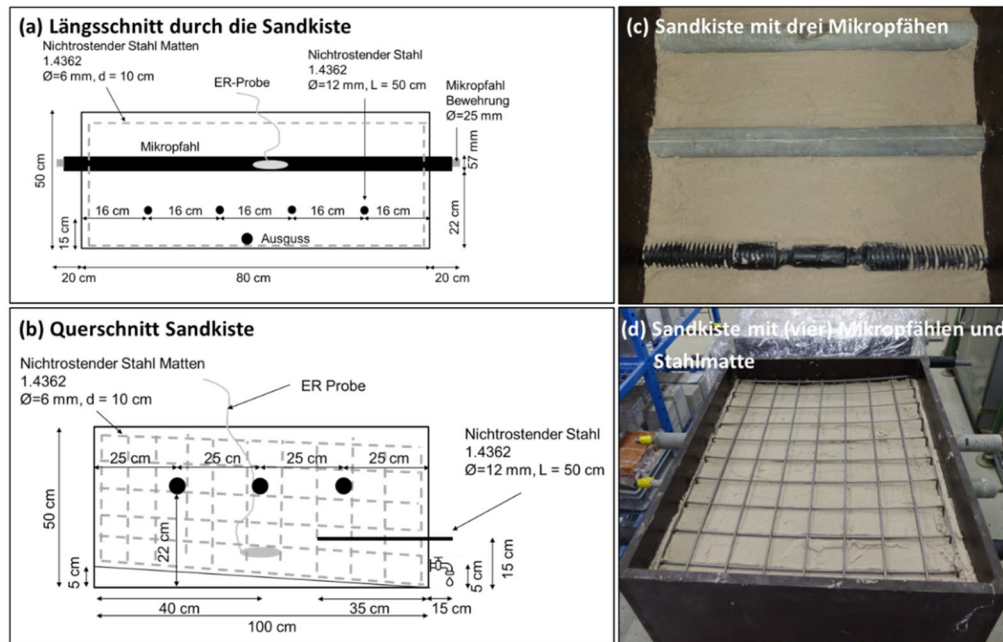 (a) Längsschnitt durch die Sandkiste
Nichtrostender Stahl Matten
1.4362
Ø=6 mm, d = 10 cm
ER-Probe
Nichtrostender Stahl
1.4362
Ø=12 mm, L = 50 cm
Mikropfahl
Bewehrung
Ø=25 mm
Mikropfahl
57 mm
50 cm
16 cm
16 cm
16 cm
16 cm
16 cm
15 cm
22 cm
Ausguss
20 cm
80 cm
20 cm
(b) Querschnitt Sandkiste
Nichtrostender Stahl Matten
1.4362
Ø=6 mm, d = 10 cm
ER Probe
Nichtrostender Stahl
1.4362
Ø=12 mm, L = 50 cm
25 cm
25 cn
25 cm
25 cm
50 cm
22 cm
5 cm
5 cm
15 cm
40 cm
35 cm
15 cm
100 cm
(c) Sandkiste mit drei Mikropfähen
(d) Sandkiste mit (vier) Mikropfählen und
Stahlmatte